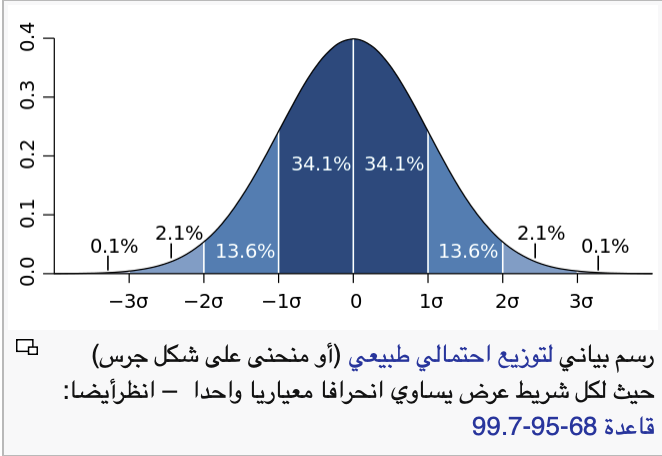 0.4
0.3
0.2
0.1
0.0
34.1% 34.1%
0.1% 2.1% 13.6% 13.6% 2.1% 0.1%
−3σ −2σ −1σ 0 1σ 2σ 3σ
رسم بياني لتوزيع احتمالي طبيعي (أو منحنى على شكل جرس)
حيث لكل شريط عرض يساوي انحرافا معياريا واحدا – انظرأيضا:
قاعدة 68-95-99.7